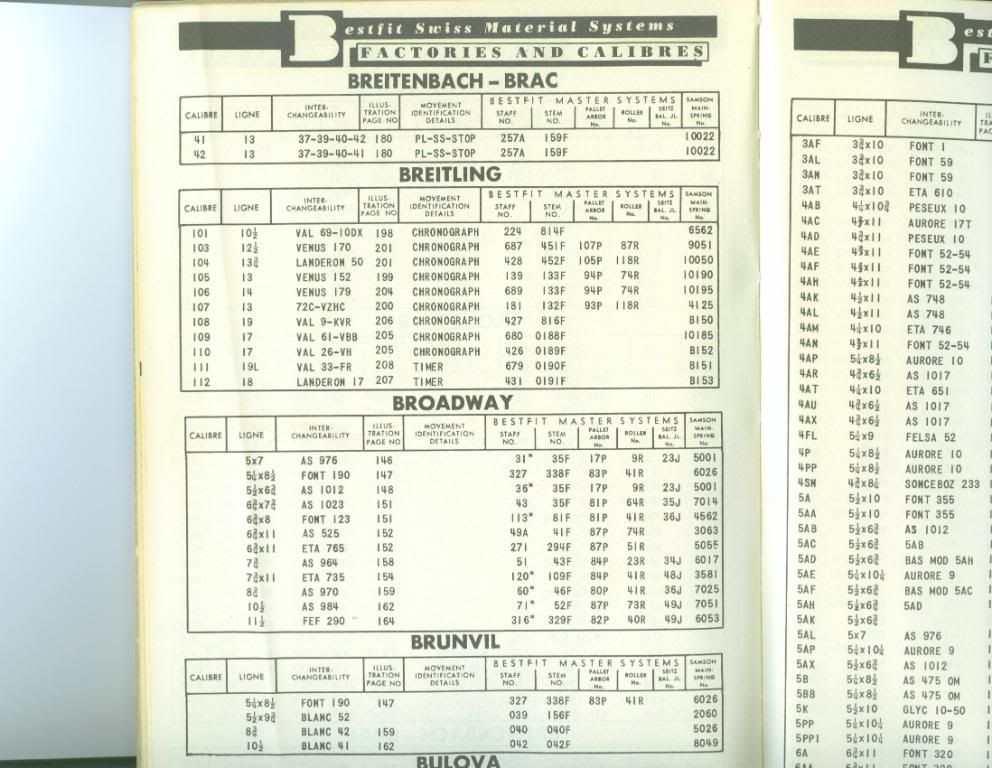 Bestfit Swiss Material Systems
FACTORIES AND CALIBRES
BREITENBACH – BRAC
CALIBRE LIGNE INTER-CHANGEABILITY ILLUS-TRATION PAGE NO MOVEMENT IDENTIFICATION DETAILS BESTFIT MASTER SYSTEMS STAFF NO. STEM NO. PALLET ARBOR No. ROLLER No. SEITZ BAL. JL. No. SAMSON MAIN-SPRING No.
41 13 37-39-40-42 180 PL-SS-STOP 257A 159F 10022
42 13 37-39-40-41 180 PL-SS-STOP 257A 159F 10022
BREITLING
CALIBRE LIGNE INTER-CHANGEABILITY ILLUS-TRATION PAGE NO MOVEMENT IDENTIFICATION DETAILS BESTFIT MASTER SYSTEMS STAFF NO. STEM NO. PALLET ARBOR No. ROLLER No. SEITZ BAL. JL. No. SAMSON MAIN-SPRING No.
101 10½ VAL 69-10DX 198 CHRONOGRAPH 224 814F 6562
103 12½ VENUS 170 201 CHRONOGRAPH 687 451F 107P 87R 9051
104 13¾ LANDERON 50 201 CHRONOGRAPH 428 452F 105P 118R 10050
105 13 VENUS 152 199 CHRONOGRAPH 139 133F 94P 74R 10190
106 14 VENUS 179 204 CHRONOGRAPH 689 133F 94P 74R 10195
107 13 72C-VZHC 200 CHRONOGRAPH 181 132F 93P 118R 4125
108 19 VAL 9-KVR 206 CHRONOGRAPH 427 816F B150
109 17 VAL 61-VBB 205 CHRONOGRAPH 680 0188F 10185
110 17 VAL 26-VH 205 CHRONOGRAPH 426 0189F B152
111 19L VAL 33-FR 208 TIMER 679 0190F B151
112 18 LANDERON 17 207 TIMER 431 0191F B153
BROADWAY
CALIBRE LIGNE INTER-CHANGEABILITY ILLUS-TRATION PAGE NO MOVEMENT IDENTIFICATION DETAILS BESTFIT MASTER SYSTEMS STAFF NO. STEM NO. PALLET ARBOR No. ROLLER No. SEITZ BAL. JL. No. SAMSON MAIN-SPRING No.
5x7 AS 976 146 31* 35F 17P 9R 23J 5001
5¼x8½ FONT 190 147 327 338F 83P 41R 6026
5½x6¾ AS 1012 148 36* 35F 17P 9R 23J 5001
6¾x7¾ AS 1023 151 43 35F 81P 64R 35J 7014
6¾x8 FONT 123 151 113* 81F 81P 41R 36J 4562
6¾x11 AS 525 152 49A 41F 87P 74R 3063
6¾x11 ETA 765 152 271 294F 87P 51R 5055
7¾ AS 964 158 51 43F 84P 23R 34J 6017
7¾x11 ETA 735 154 120* 109F 84P 41R 48J 3581
8¾ AS 970 159 60* 46F 80P 41R 36J 7025
10½ AS 984 162 71* 52F 87P 73R 49J 7051
11½ FEF 290 164 316* 329F 82P 40R 49J 6053
BRUNVIL
CALIBRE LIGNE INTER-CHANGEABILITY ILLUS-TRATION PAGE NO MOVEMENT IDENTIFICATION DETAILS BESTFIT MASTER SYSTEMS STAFF NO. STEM NO. PALLET ARBOR No. ROLLER No. SEITZ BAL. JL. No. SAMSON MAIN-SPRING No.
5¼x8½ FONT 190 147 327 338F 83P 41R 6026
5½x9¾ BLANC 52 039 156F 2060
8¾ BLANC 42 159 040 040F 5026
10½ BLANC 41 162 042 042F 8049
BULOVA
CALIBRE LIGNE INTER-CHANGEABILITY
3AF 3¾x10 FONT 1
3AL 3¾x10 FONT 59
3AN 3¾x10 FONT 59
3AT 3¾x10 ETA 610
4AB 4¼x10¾ PESEUX 10
4AC AURORE 17T
4AD 4¾x11 PESEUX 10
4AE FONT 52-54
4AF FONT 52-54
4AH FONT 52-54
4AK 4½x11 AS 748
4AL 4½x11 AS 748
4AM 4½x10 ETA 746
4AN FONT 52-54
4AP 5¼x8½ AURORE 10
4AR 4¾x6½ AS 1017
4AT 4¼x10 ETA 651
4AU 4¾x6½ AS 1017
4AX 4¾x6½ AS 1017
4FL 5¼x9 FELSA 52
4P 5¼x8½ AURORE 10
4PP 5¼x8½ AURORE 10
4SN 4¾x8¼ SONCEBOZ 233
5A 5½x10 FONT 355
5AA 5½x10 FONT 355
5AB 5½x6¾ AS 1012
5AC 5½x6¾ 5AB
5AD 5½x6¾ BAS MOD 5AH
5AE 5¼x10¼ AURORE 9
5AF 5½x6¾ BAS MOD 5AC
5AH 5½x6¾ 5AD
5AK 5½x6¾
5AL 5x7 AS 976
5AP 5¼x10¼ AURORE 9
5AX 5½x6¾ AS 1012
5B 5¼x8½ AS 475 OM
5BB 5¼x8½ AS 475 OM
5K 5½x10 GLYC 10-50
5PP 5¼x10¼ AURORE 9
5PP1 5¼x10¼ AURORE 9
6A 6¾x11 FONT 320